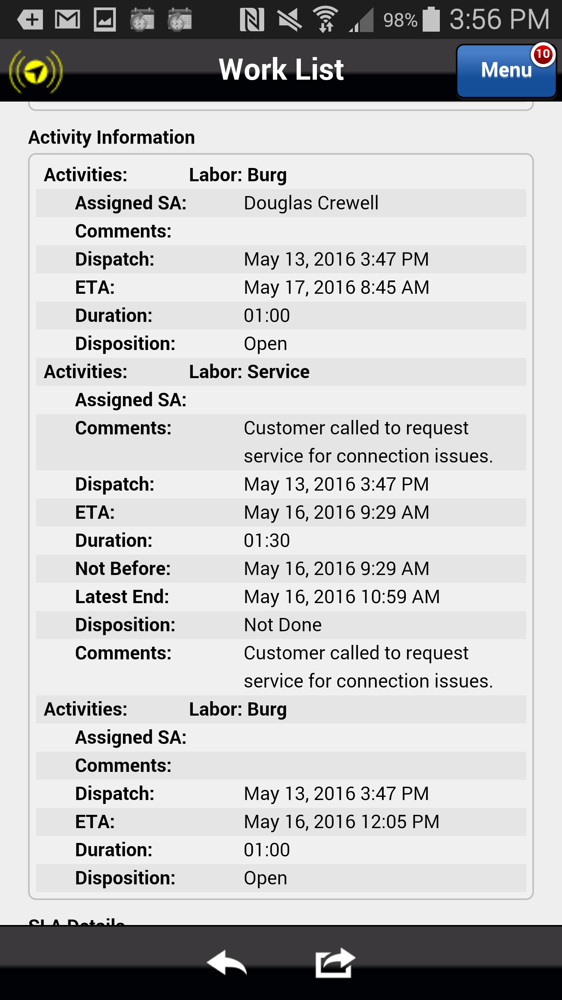 98% 3:56 PM
Work List
Menu
10
Activity Information
Activities: Labor: Burg
Assigned SA: Douglas Crewell
Comments:
Dispatch: May 13, 2016 3:47 PM
ETA: May 17, 2016 8:45 AM
Duration: 01:00
Disposition: Open
Activities: Labor: Service
Assigned SA:
Comments: Customer called to request
service for connection issues.
Dispatch: May 13, 2016 3:47 PM
ETA: May 16, 2016 9:29 AM
Duration: 01:30
Not Before: May 16, 2016 9:29 AM
Latest End: May 16, 2016 10:59 AM
Disposition: Not Done
Comments: Customer called to request
service for connection issues.
Activities: Labor: Burg
Assigned SA:
Comments:
Dispatch: May 13, 2016 3:47 PM
ETA: May 16, 2016 12:05 PM
Duration: 01:00
Disposition: Open
SLA Details